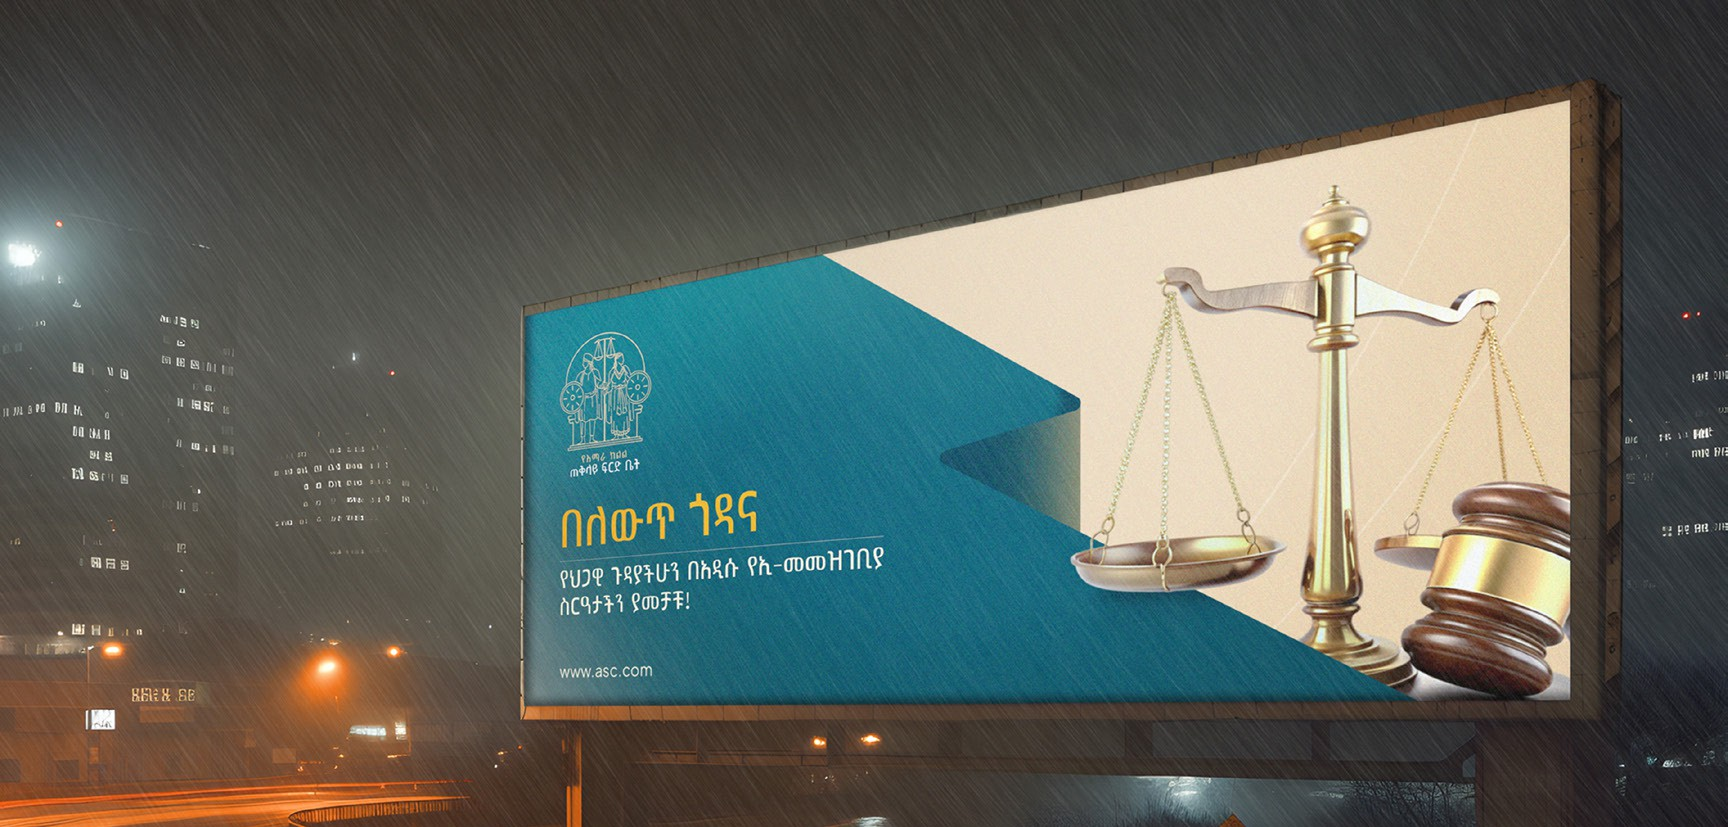 የአማራ ክልል
ጠቅላይ ፍርድ ቤት
በለውጥ ጎዳና
የህጋዊ ጉዳያችሁን በአዲሱ የኢ-መመዝገቢያ
ስርዓታችን ያመቻቹ!
www.asc.com